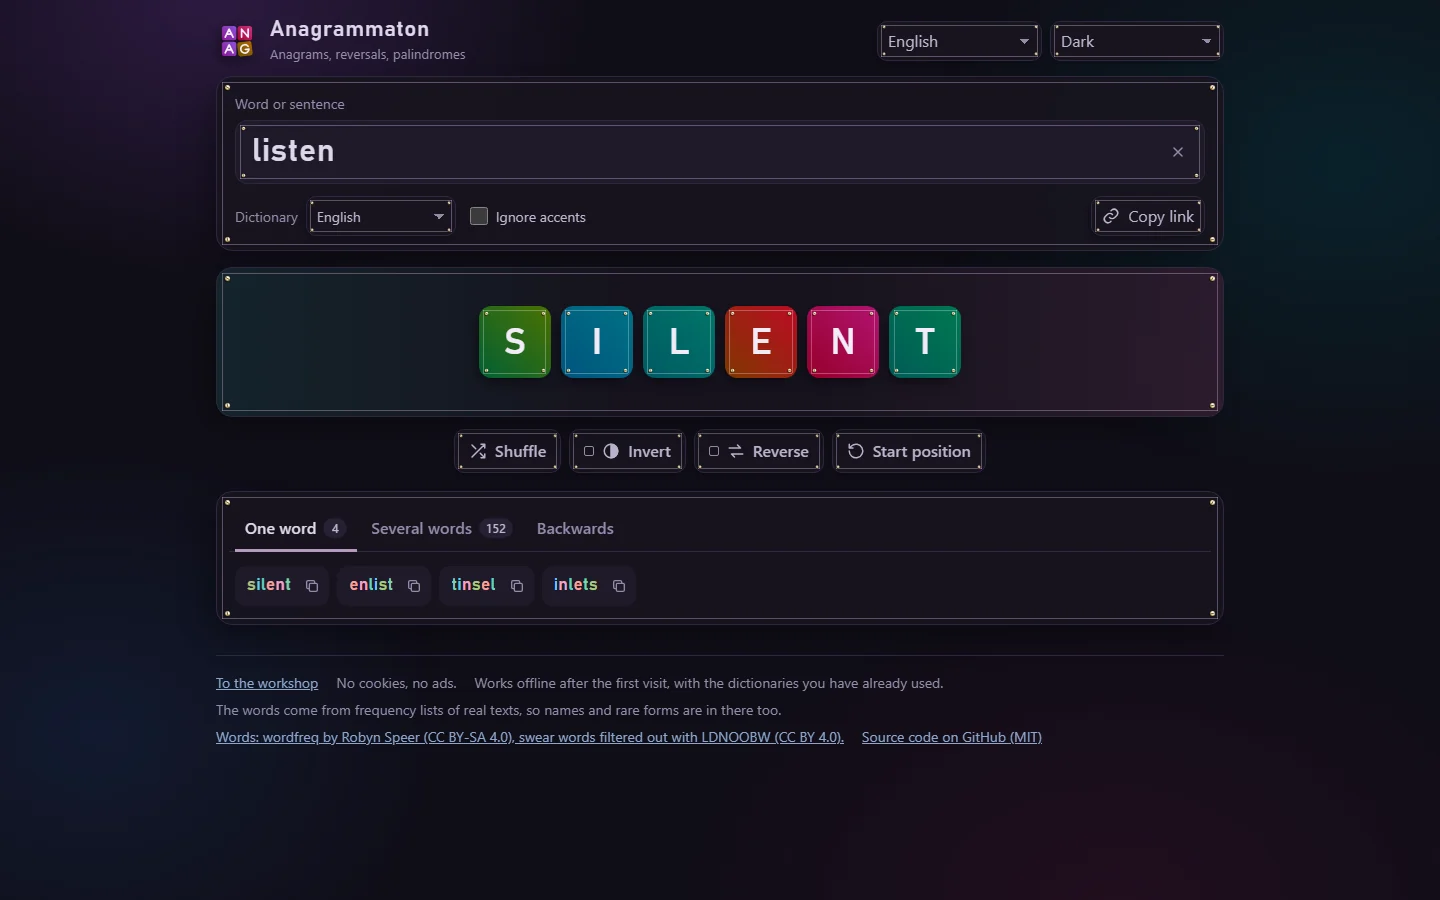 AN
AG
Anagrammaton
Anagrams, reversals, palindromes
English
Dark
Word or sentence
listen
Dictionary
English
Ignore accents
Copy link
S I L E N T
Shuffle
Invert
Reverse
Start position
One word 4
Several words 152
Backwards
silent
enlist
tinsel
inlets
To the workshop No cookies, no ads. Works offline after the first visit, with the dictionaries you have already used.
The words come from frequency lists of real texts, so names and rare forms are in there too.
Words: wordfreq by Robyn Speer (CC BY-SA 4.0), swear words filtered out with LDNOOBW (CC BY 4.0). Source code on GitHub (MIT)